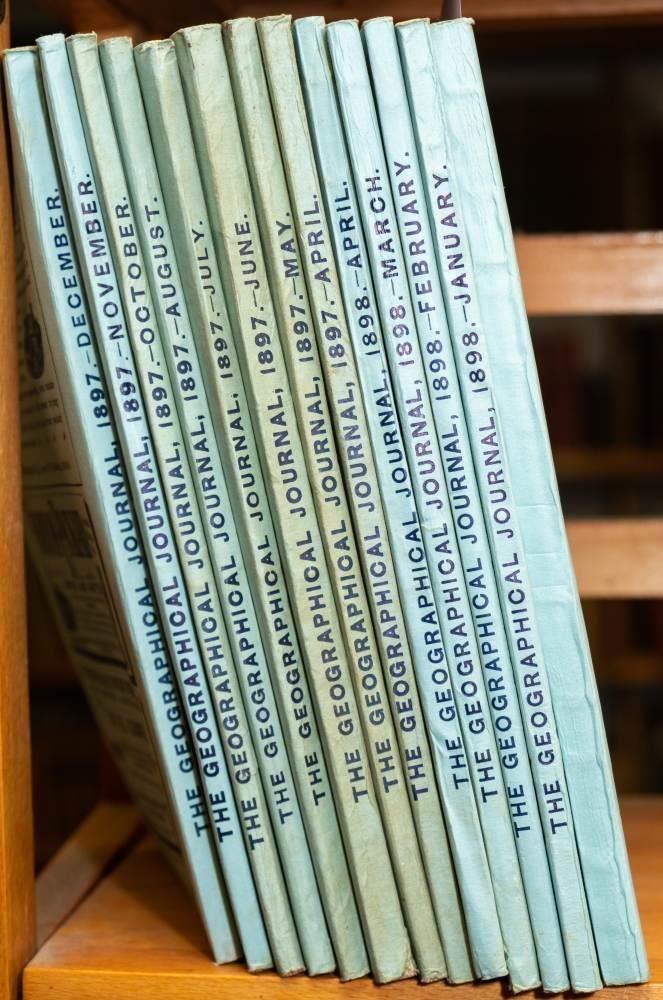 THE GEOGRAPHICAL JOURNAL, 1897.—DECEMBER.
THE GEOGRAPHICAL JOURNAL, 1897.—NOVEMBER.
THE GEOGRAPHICAL JOURNAL, 1897.—OCTOBER.
THE GEOGRAPHICAL JOURNAL, 1897.—AUGUST.
THE GEOGRAPHICAL JOURNAL, 1897.—JULY.
THE GEOGRAPHICAL JOURNAL, 1897.—JUNE.
THE GEOGRAPHICAL JOURNAL, 1897.—MAY.
THE GEOGRAPHICAL JOURNAL, 1897.—APRIL.
THE GEOGRAPHICAL JOURNAL, 1898.—APRIL.
THE GEOGRAPHICAL JOURNAL, 1898.—MARCH.
THE GEOGRAPHICAL JOURNAL, 1898.—FEBRUARY.
THE GEOGRAPHICAL JOURNAL, 1898.—JANUARY.